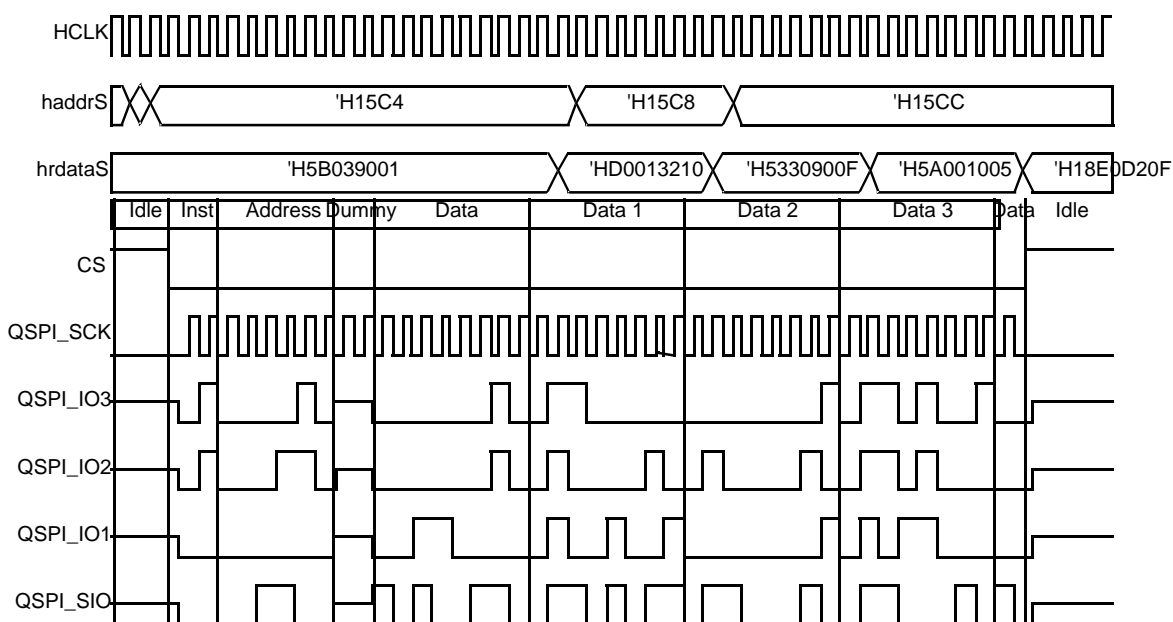 HCLK
haddrS 'H15C4 'H15C8 'H15CC
hrdataS 'H5B039001 'HD0013210 'H5330900F 'H5A001005 'H18E0D20F
Idle Inst Address Dummy Data Data 1 Data 2 Data 3 Data Idle
CS
QSPI_SCK
QSPI_IO3
QSPI_IO2
QSPI_IO1
QSPI_SIO